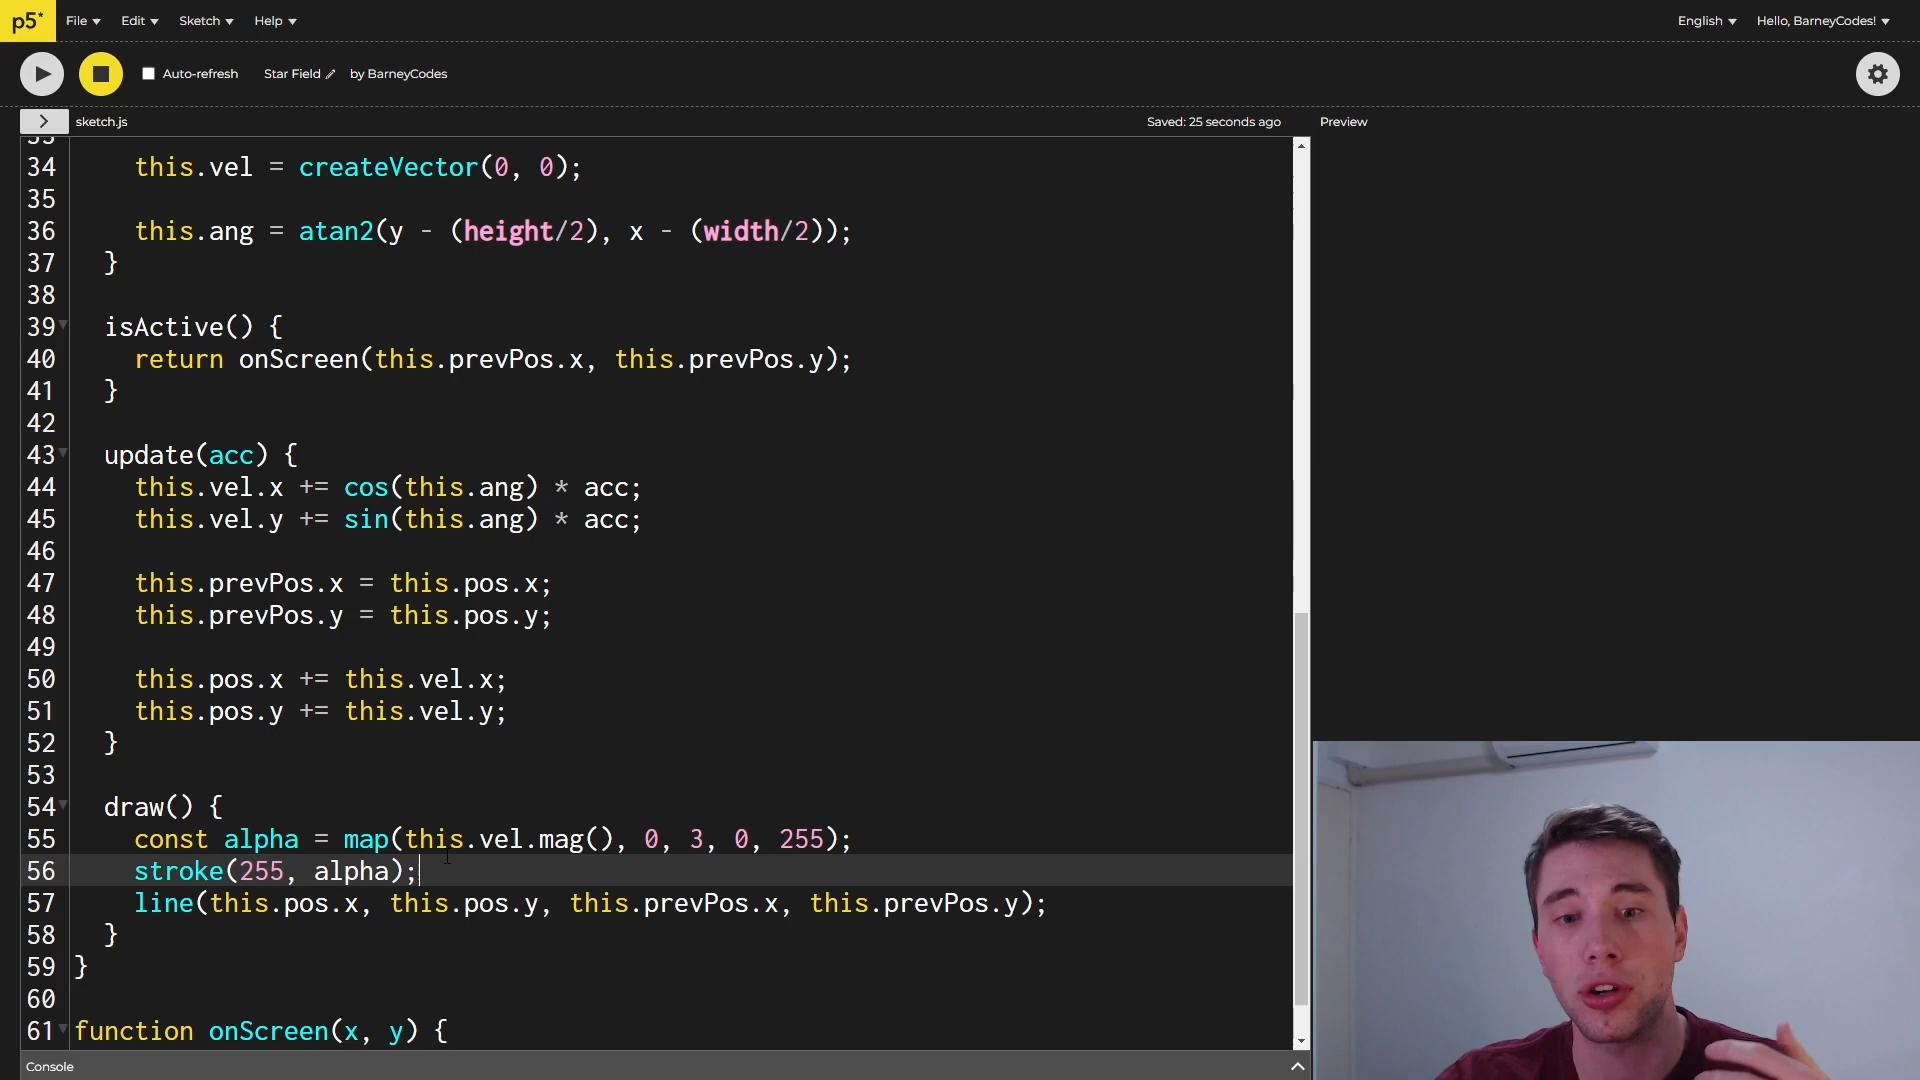 p5* File Edit Sketch Help English Hello, BarneyCodes!
Auto-refresh Star Field by BarneyCodes
> sketch.js Saved: 25 seconds ago Preview
34 this.vel = createVector(0, 0);
35
36 this.ang = atan2(y - (height/2), x - (width/2));
37 }
38
39 isActive() {
40 return onScreen(this.prevPos.x, this.prevPos.y);
41 }
42
43 update(acc) {
44 this.vel.x += cos(this.ang) * acc;
45 this.vel.y += sin(this.ang) * acc;
46
47 this.prevPos.x = this.pos.x;
48 this.prevPos.y = this.pos.y;
49
50 this.pos.x += this.vel.x;
51 this.pos.y += this.vel.y;
52 }
53
54 draw() {
55 const alpha = map(this.vel.mag(), 0, 3, 0, 255);
56 stroke(255, alpha);
57 line(this.pos.x, this.pos.y, this.prevPos.x, this.prevPos.y);
58 }
59 }
60
61 function onScreen(x, y) {
Console